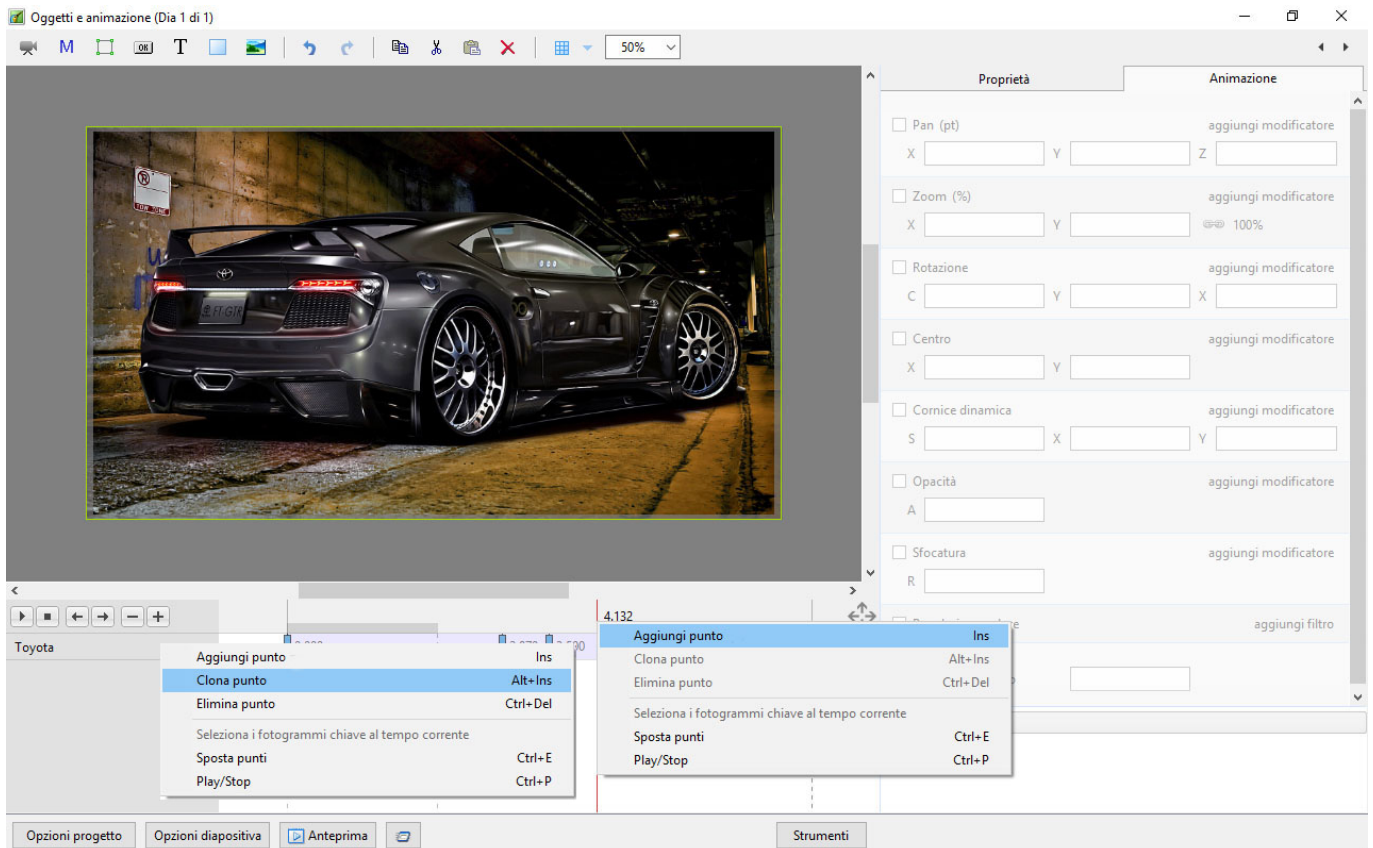 Oggetti e animazione (Dia 1 di 1)
M OK T 50%
Proprietà Animazione
Pan (pt) aggiungi modificatore
X Y Z
Zoom (%) aggiungi modificatore
X Y 100%
Rotazione aggiungi modificatore
C Y X
Centro aggiungi modificatore
X Y
Cornice dinamica aggiungi modificatore
S X Y
Opacità aggiungi modificatore
A
Sfocatura aggiungi modificatore
R
aggiungi filtro
TOW ZONE
FT-GTR
4.132
Toyota
Aggiungi punto Ins
Clona punto Alt+Ins
Elimina punto Ctrl+Del
Seleziona i fotogrammi chiave al tempo corrente
Sposta punti Ctrl+E
Play/Stop Ctrl+P
Aggiungi punto Ins
Clona punto Alt+Ins
Elimina punto Ctrl+Del
Seleziona i fotogrammi chiave al tempo corrente
Sposta punti Ctrl+E
Play/Stop Ctrl+P
Opzioni progetto Opzioni diapositiva Anteprima Strumenti